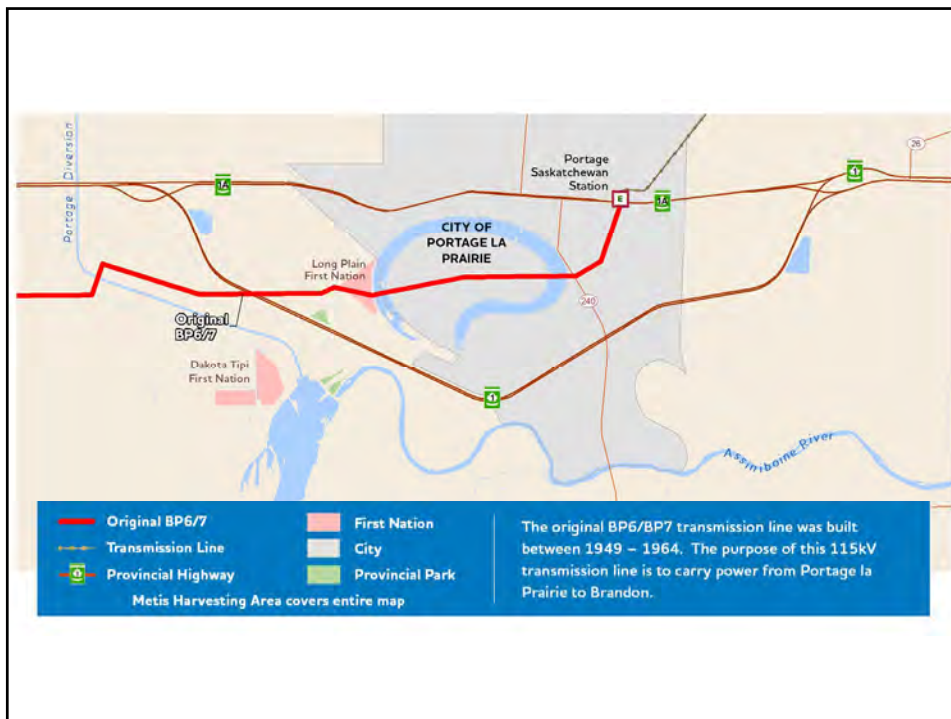 26
Portage
Saskatchewan
Station
1
1A
E
1A
Portage Diversion
CITY OF
PORTAGE LA
PRAIRIE
Long Plain
First Nation
240
Original
BP6/7
Dakota Tipi
First Nation
1
Assiniboine River
Original BP6/7
Transmission Line
1
Provincial Highway
First Nation
City
Provincial Park
Metis Harvesting Area covers entire map
The original BP6/BP7 transmission line was built
between 1949 – 1964. The purpose of this 115kV
transmission line is to carry power from Portage la
Prairie to Brandon.